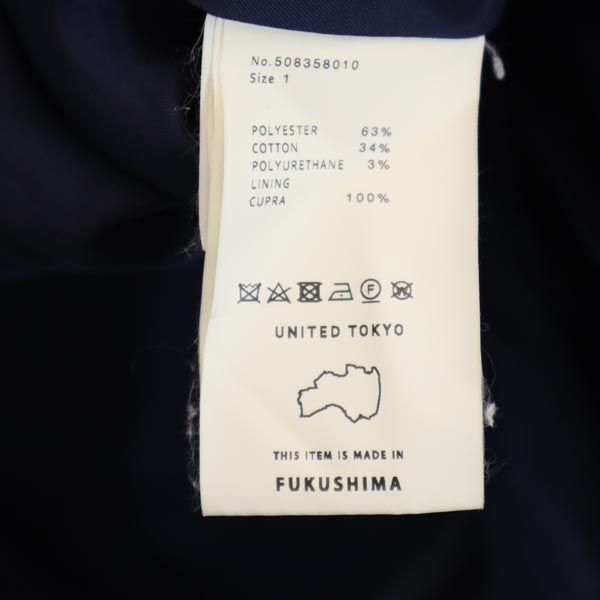 No.508358010
Size 1
POLYESTER 63%
COTTON 34%
POLYURETHANE 3%
LINING
CUPRA 100%
F
W
UNITED TOKYO
THIS ITEM IS MADE IN
FUKUSHIMA